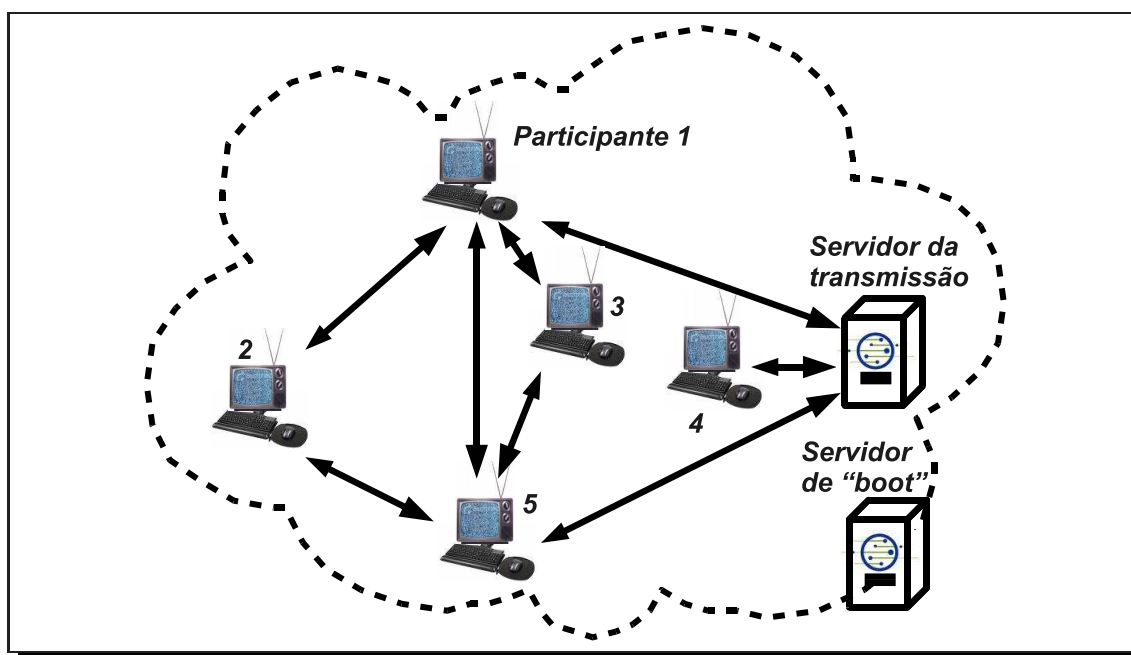 Participante 1
Servidor da
transmissão
3
2
4
Servidor
de “boot”
5